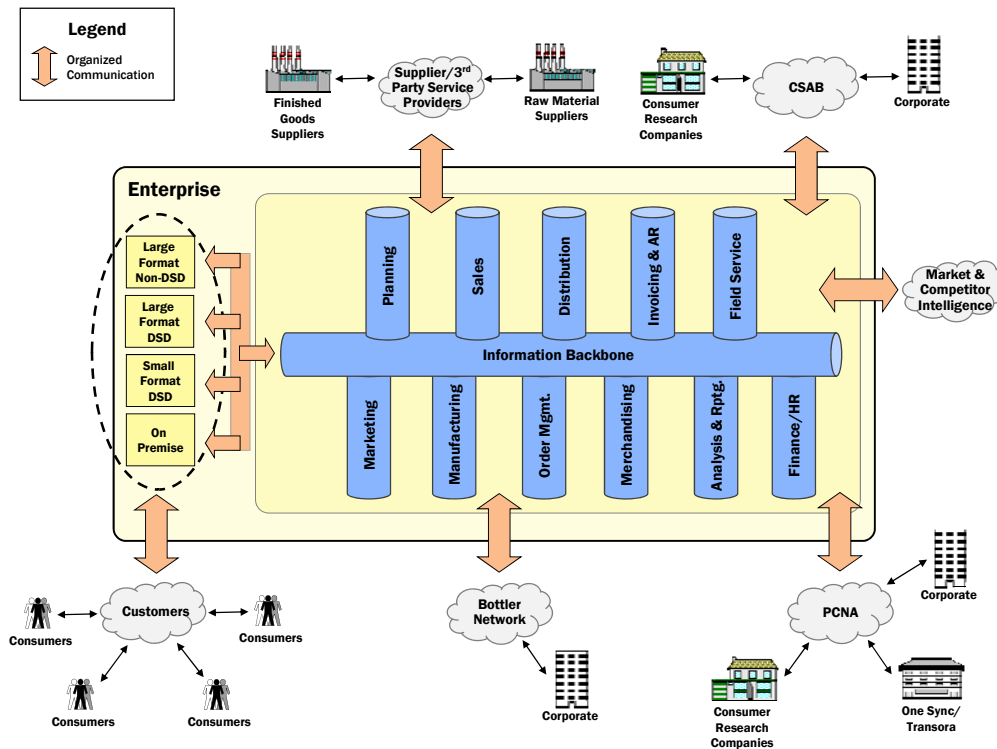 Legend
Organized
Communication
Finished
Goods
Suppliers
Supplier/3rd
Party Service
Providers
Raw Material
Suppliers
Consumer
Research
Companies
CSAB
Corporate
Enterprise
Large
Format
Non-DSD
Large
Format
DSD
Small
Format
DSD
On
Premise
Planning
Sales
Distribution
Invoicing & AR
Field Service
Information Backbone
Marketing
Manufacturing
Order Mgmt.
Merchandising
Analysis & Rptg.
Finance/HR
Market &
Competitor
Intelligence
Customers
Consumers
Consumers
Consumers
Consumers
Bottler
Network
Corporate
PCNA
Corporate
Consumer
Research
Companies
One Sync/
Transora